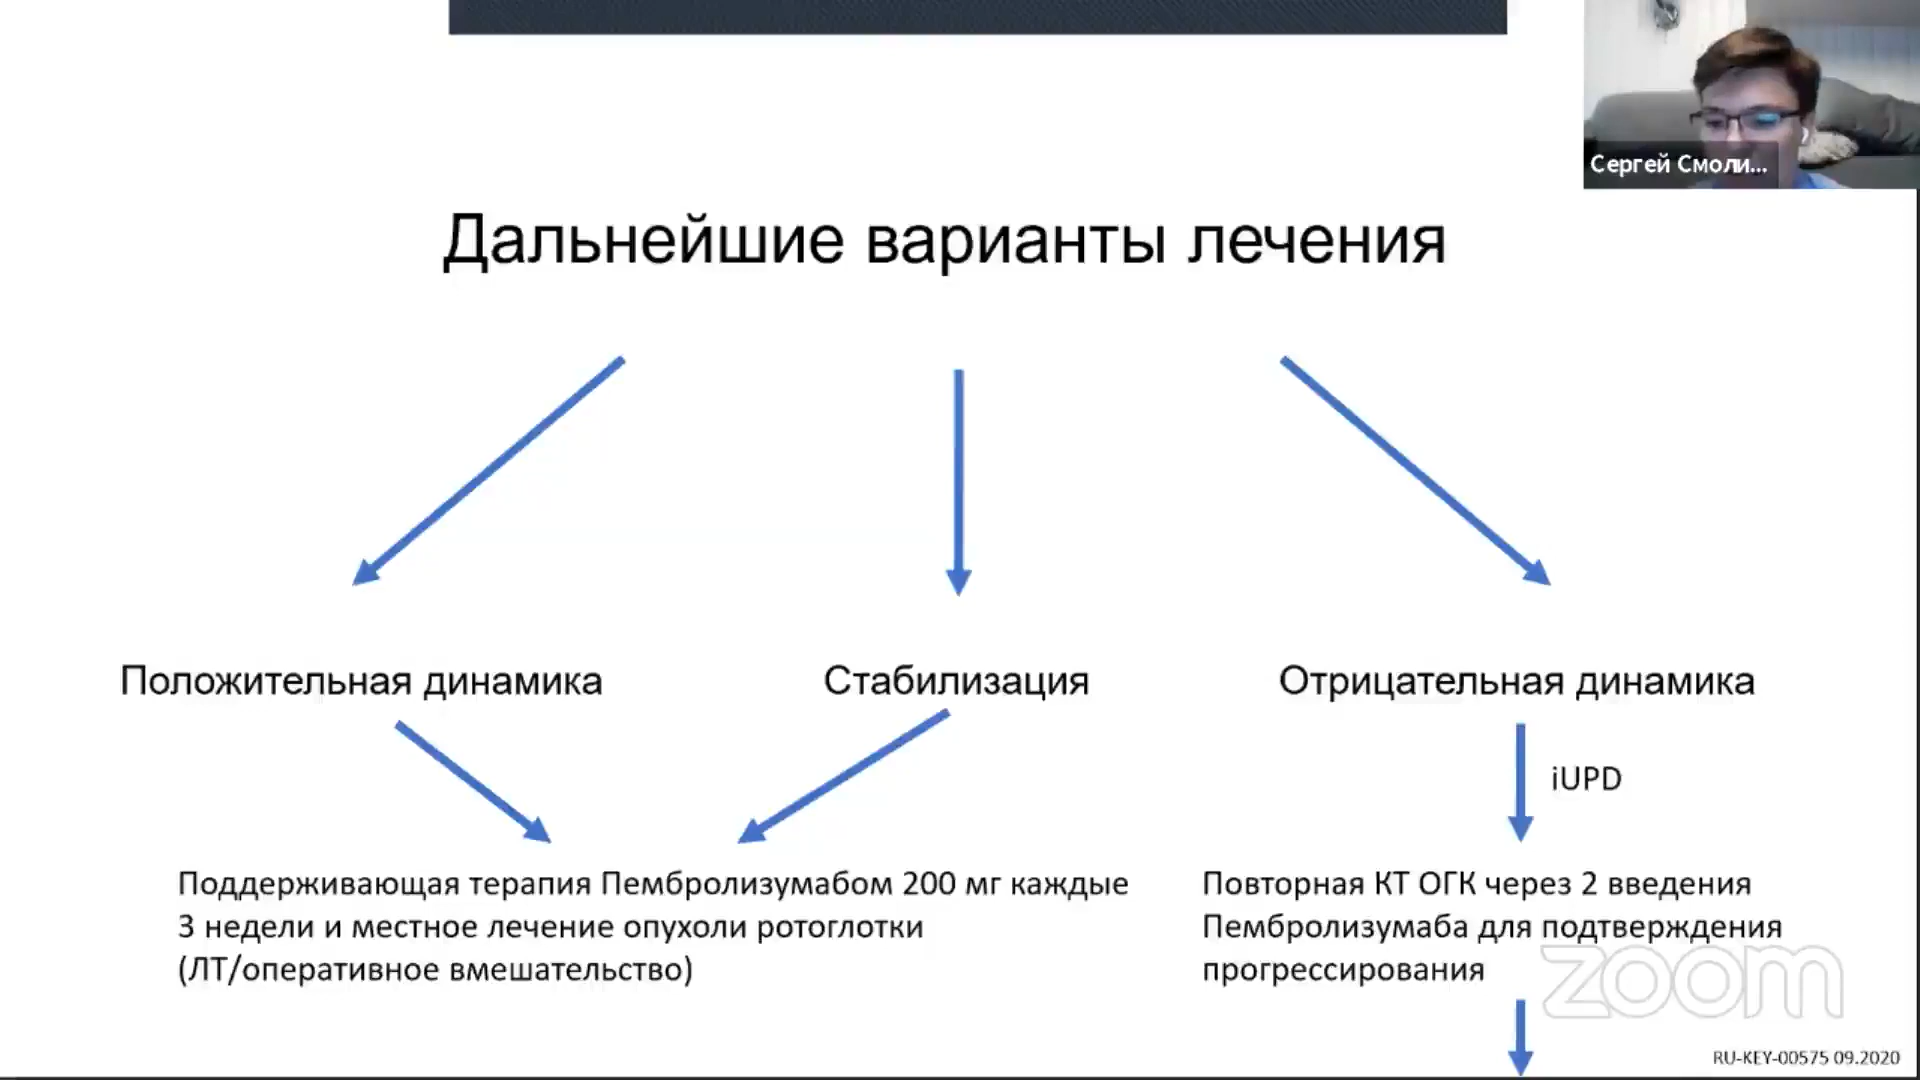 Сергей Смоли...
Дальнейшие варианты лечения
Положительная динамика
Стабилизация
Отрицательная динамика
iUPD
Поддерживающая терапия Пембролизумабом 200 мг каждые
3 недели и местное лечение опухоли ротоглотки
(ЛТ/оперативное вмешательство)
Повторная КТ ОГК через 2 введения
Пембролизумаба для подтверждения
прогрессирования
zoom
RU-KEY-00575 09.2020